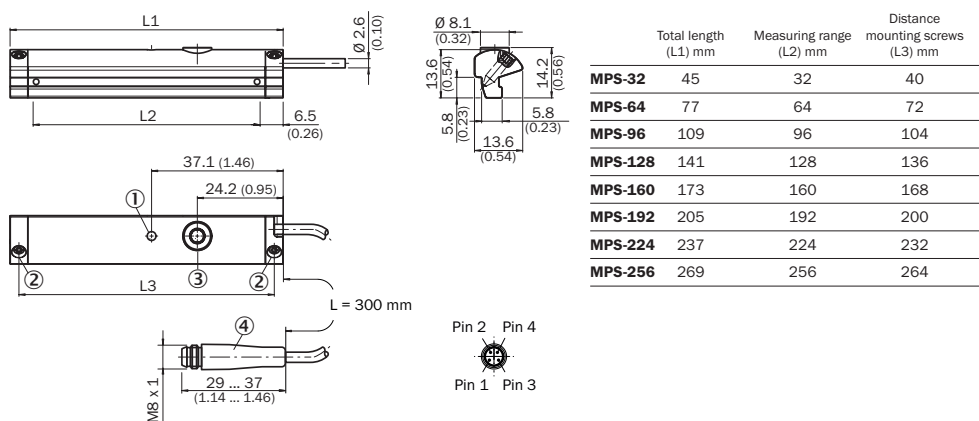 L1
Ø 2.6
(0.10)
L2
6.5
(0.26)
Ø 8.1
(0.32)
13.6
(0.54)
14.2
(0.56)
5.8
(0.23)
5.8
(0.23)
13.6
(0.54)
37.1 (1.46)
24.2 (0.95)
①
②
③
②
L3
L = 300 mm
④
M8 x 1
29 ... 37
(1.14 ... 1.46)
Pin 2 Pin 4
Pin 1 Pin 3
Total length (L1) mm Measuring range (L2) mm Distance mounting screws (L3) mm
MPS-32 45 32 40
MPS-64 77 64 72
MPS-96 109 96 104
MPS-128 141 128 136
MPS-160 173 160 168
MPS-192 205 192 200
MPS-224 237 224 232
MPS-256 269 256 264